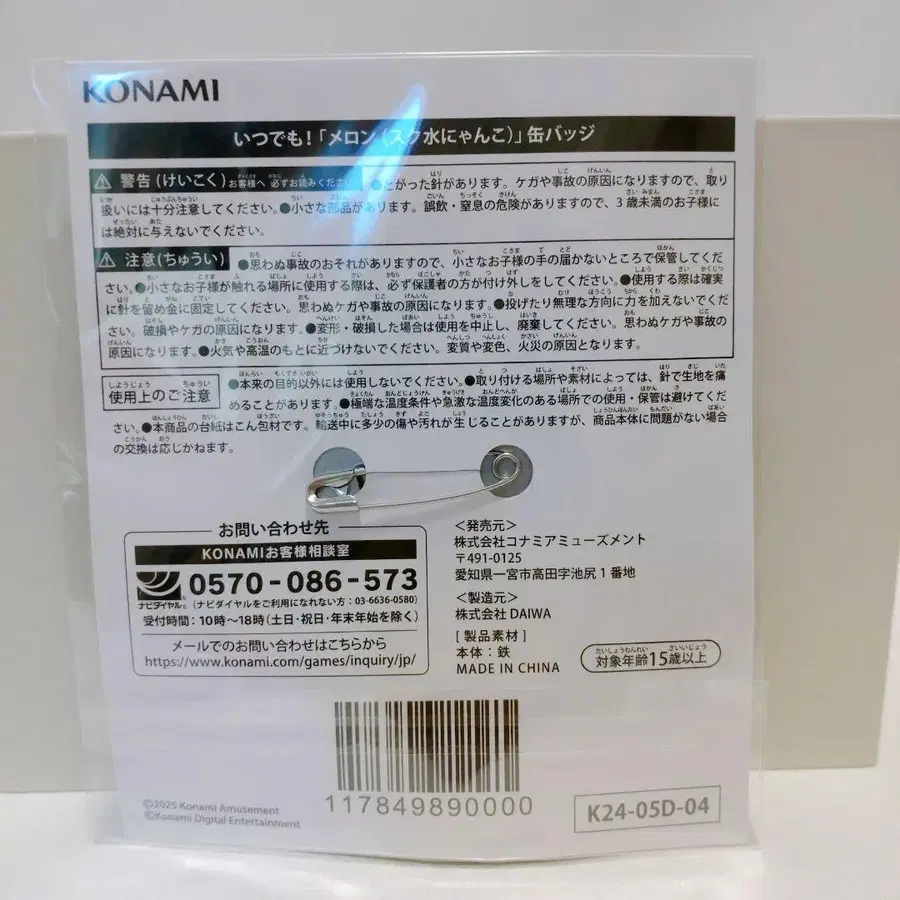 KONAMI
いつでも!「メロン(スク水にゃんこ)」缶バッジ
⚠ 警告(けいこく)お客様へ 必ずお読みください ●とがった針があります。ケガや事故の原因になりますので、取り
扱いには十分注意してください。●小さな部品があります。誤飲・窒息の危険がありますので、3歳未満のお子様に
は絶対に与えないでください。
⚠ 注意(ちゅうい) ●思わぬ事故のおそれがありますので、小さなお子様の手の届かないところで保管してくだ
さい。●小さなお子様が触れる場所に使用する際は、必ず保護者の方が付け外しをしてください。●使用する際は確実
に針を留め金に固定してください。思わぬケガや事故の原因になります。●投げたり無理な方向に力を加えないでくだ
さい。破損やケガの原因になります。●変形・破損した場合は使用を中止し、廃棄してください。思わぬケガや事故の
原因になります。●火気や高温のもとに近づけないでください。変質や変色、火災の原因となります。
使用上のご注意 ●本来の目的以外には使用しないでください。●取り付ける場所や素材によっては、針で生地を痛
めることがあります。●極端な温度条件や急激な温度変化のある場所での使用・保管は避けてくだ
さい。●本商品の台紙はこん包材です。輸送中に多少の傷や汚れが生じることがありますが、商品本体に問題がない場合
の交換は応じかねます。
お問い合わせ先
KONAMIお客様相談室
ナビダイヤル® 0570-086-573
(ナビダイヤルをご利用になれない方:03-6636-0580)
受付時間:10時〜18時(土日・祝日・年末年始を除く)
メールでのお問い合わせはこちらから
https://www.konami.com/games/inquiry/jp/
<発売元>
株式会社コナミアミューズメント
〒491-0125
愛知県一宮市高田字池尻1番地
<製造元>
株式会社 DAIWA
[製品素材]
本体:鉄
MADE IN CHINA
対象年齢15歳以上
117849890000
©2025 Konami Amusement
©Konami Digital Entertainment
K24-05D-04